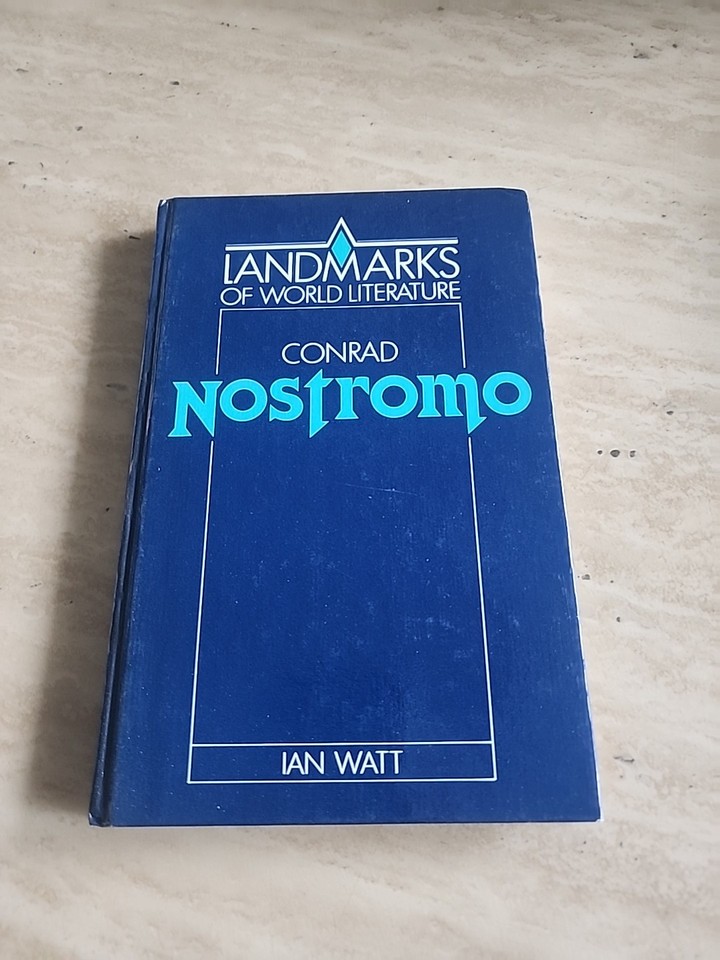 LANDMARKS
OF WORLD LITERATURE
CONRAD
Nostromo
IAN WATT